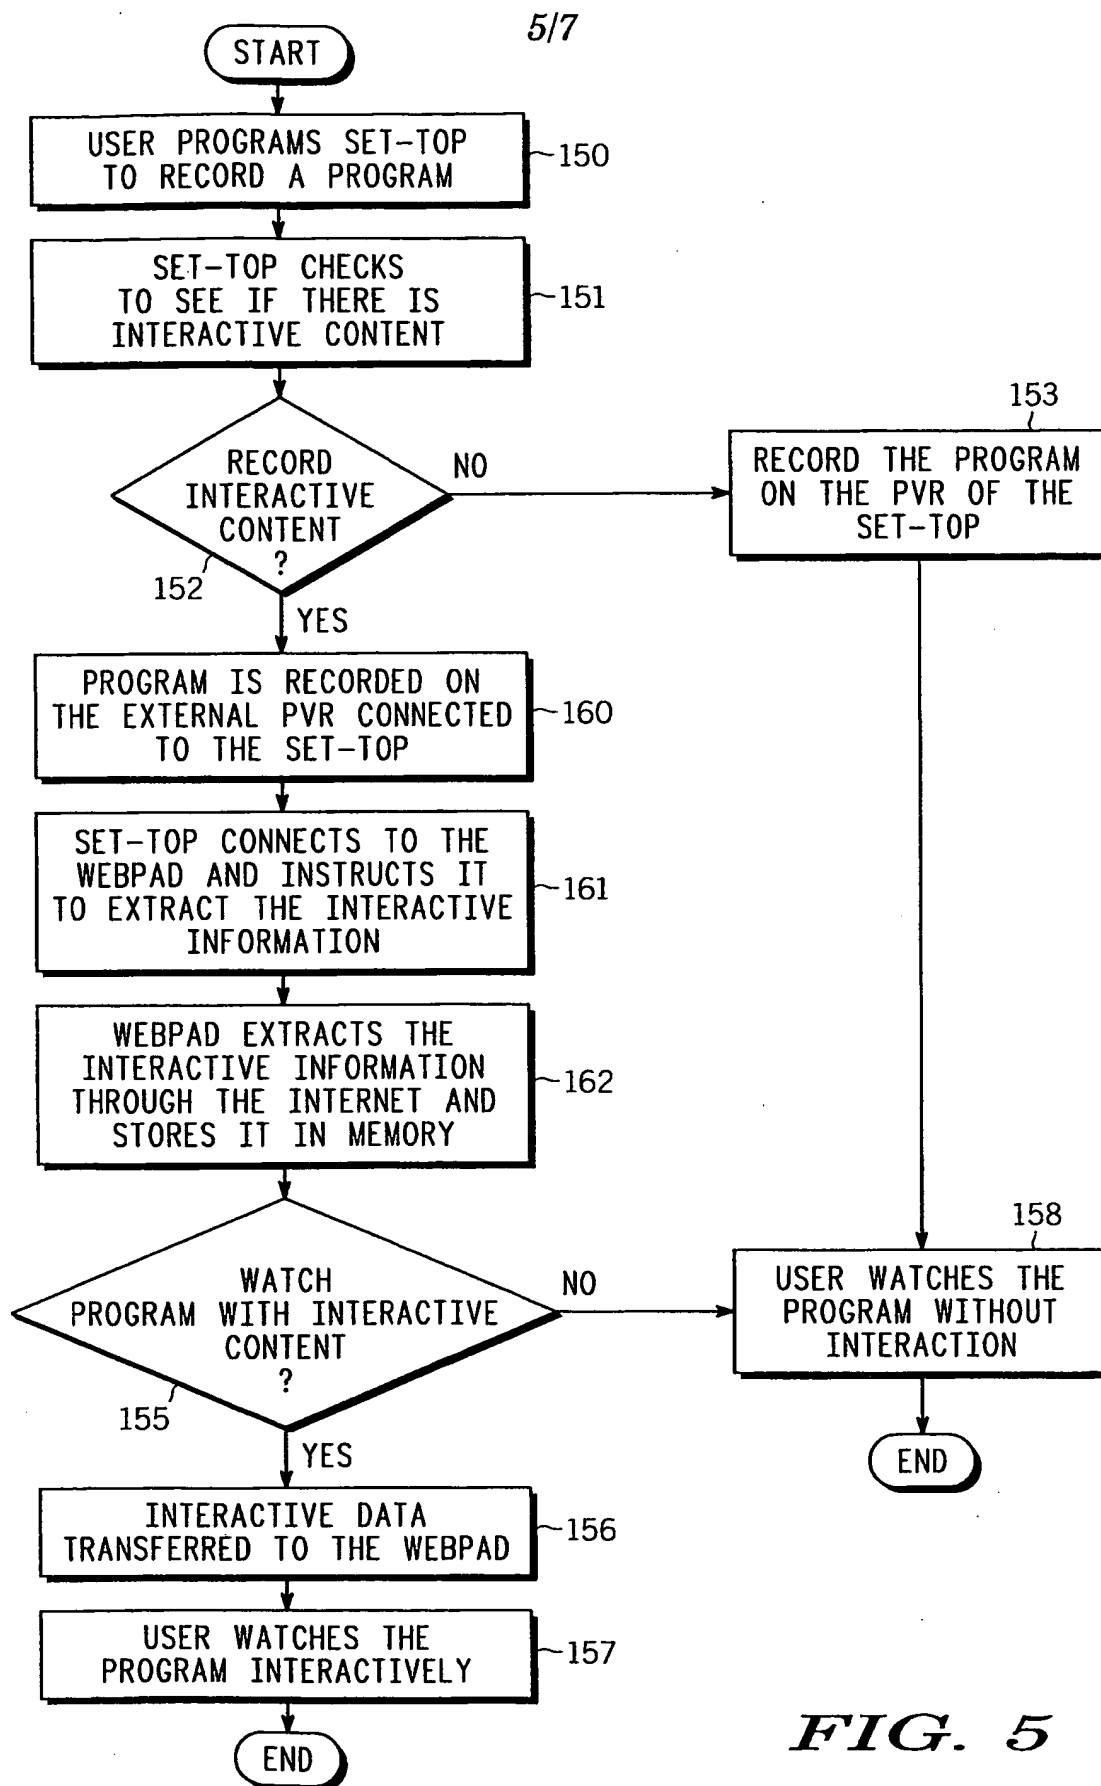 5/7
START
USER PROGRAMS SET-TOP
TO RECORD A PROGRAM
150
SET-TOP CHECKS
TO SEE IF THERE IS
INTERACTIVE CONTENT
151
RECORD
INTERACTIVE
CONTENT
?
152
NO
153
RECORD THE PROGRAM
ON THE PVR OF THE
SET-TOP
YES
PROGRAM IS RECORDED ON
THE EXTERNAL PVR CONNECTED
TO THE SET-TOP
160
SET-TOP CONNECTS TO THE
WEBPAD AND INSTRUCTS IT
TO EXTRACT THE INTERACTIVE
INFORMATION
161
WEBPAD EXTRACTS THE
INTERACTIVE INFORMATION
THROUGH THE INTERNET AND
STORES IT IN MEMORY
162
WATCH
PROGRAM WITH INTERACTIVE
CONTENT
?
155
NO
158
USER WATCHES THE
PROGRAM WITHOUT
INTERACTION
END
YES
INTERACTIVE DATA
TRANSFERRED TO THE WEBPAD
156
USER WATCHES THE
PROGRAM INTERACTIVELY
157
END
FIG. 5